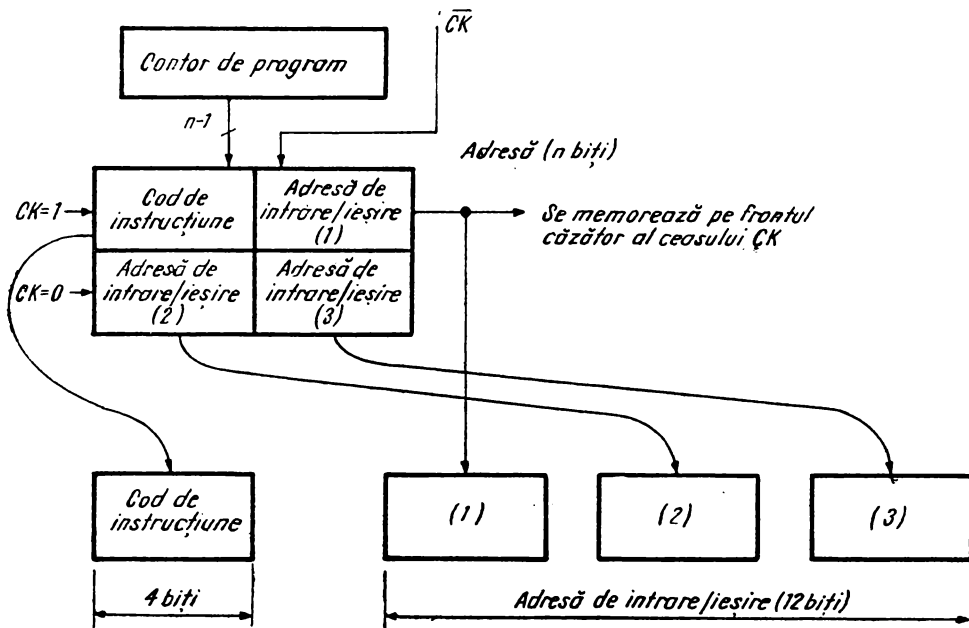 CK
Contor de program
n-1
Adresă (n biți)
CK=1
Cod de
instrucțiune
Adresă de
intrare/ieșire
(1)
Se memorează pe frontul
căzător al ceasului CK
CK=0
Adresă de
intrare/ieșire
(2)
Adresă de
intrare/ieșire
(3)
Cod de
instrucțiune
(1)
(2)
(3)
4 biți
Adresă de intrare/ieșire (12 biți)